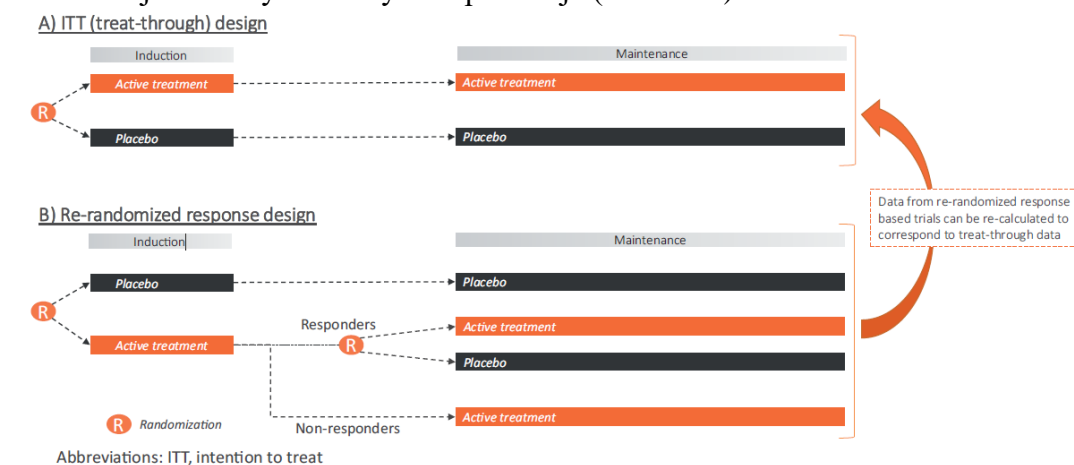 A) ITT (treat-through) design
Induction
Maintenance
Active treatment
Active treatment
R
Placebo
Placebo
Data from re-randomized response
based trials can be re-calculated to
correspond to treat-through data
B) Re-randomized response design
Induction
Maintenance
Placebo
Placebo
R
Responders
Active treatment
Active treatment
R
Placebo
Active treatment
Non-responders
R Randomization
Abbreviations: ITT, intention to treat